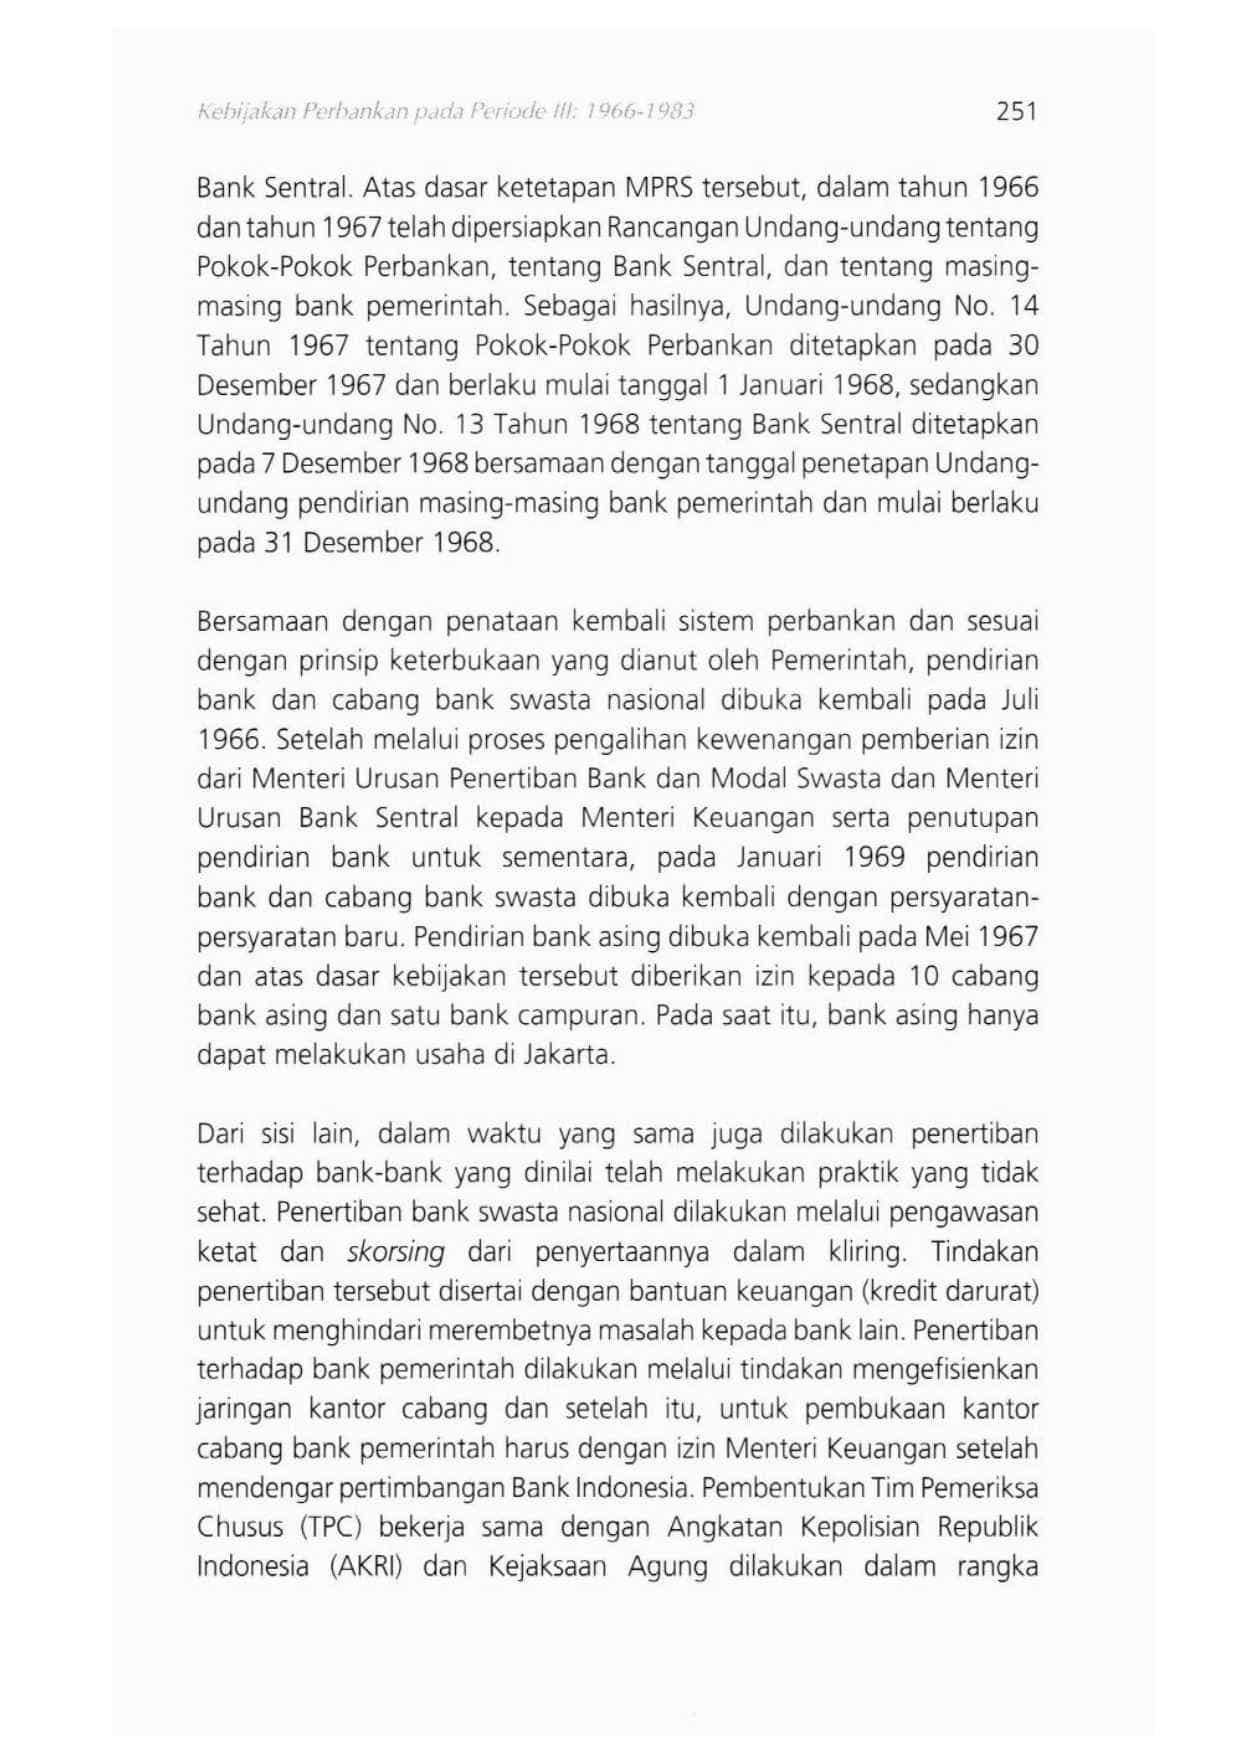 Kebijakan Perbankan pada Periode III: 1966-1983 251
Bank Sentral. Atas dasar ketetapan MPRS tersebut, dalam tahun 1966
dan tahun 1967 telah dipersiapkan Rancangan Undang-undang tentang
Pokok-Pokok Perbankan, tentang Bank Sentral, dan tentang masing-
masing bank pemerintah. Sebagai hasilnya, Undang-undang No. 14
Tahun 1967 tentang Pokok-Pokok Perbankan ditetapkan pada 30
Desember 1967 dan berlaku mulai tanggal 1 Januari 1968, sedangkan
Undang-undang No. 13 Tahun 1968 tentang Bank Sentral ditetapkan
pada 7 Desember 1968 bersamaan dengan tanggal penetapan Undang-
undang pendirian masing-masing bank pemerintah dan mulai berlaku
pada 31 Desember 1968.
Bersamaan dengan penataan kembali sistem perbankan dan sesuai
dengan prinsip keterbukaan yang dianut oleh Pemerintah, pendirian
bank dan cabang bank swasta nasional dibuka kembali pada Juli
1966. Setelah melalui proses pengalihan kewenangan pemberian izin
dari Menteri Urusan Penertiban Bank dan Modal Swasta dan Menteri
Urusan Bank Sentral kepada Menteri Keuangan serta penutupan
pendirian bank untuk sementara, pada Januari 1969 pendirian
bank dan cabang bank swasta dibuka kembali dengan persyaratan-
persyaratan baru. Pendirian bank asing dibuka kembali pada Mei 1967
dan atas dasar kebijakan tersebut diberikan izin kepada 10 cabang
bank asing dan satu bank campuran. Pada saat itu, bank asing hanya
dapat melakukan usaha di Jakarta.
Dari sisi lain, dalam waktu yang sama juga dilakukan penertiban
terhadap bank-bank yang dinilai telah melakukan praktik yang tidak
sehat. Penertiban bank swasta nasional dilakukan melalui pengawasan
ketat dan skorsing dari penyertaannya dalam kliring. Tindakan
penertiban tersebut disertai dengan bantuan keuangan (kredit darurat)
untuk menghindari merembetnya masalah kepada bank lain. Penertiban
terhadap bank pemerintah dilakukan melalui tindakan mengefisienkan
jaringan kantor cabang dan setelah itu, untuk pembukaan kantor
cabang bank pemerintah harus dengan izin Menteri Keuangan setelah
mendengar pertimbangan Bank Indonesia. Pembentukan Tim Pemeriksa
Chusus (TPC) bekerja sama dengan Angkatan Kepolisian Republik
Indonesia (AKRI) dan Kejaksaan Agung dilakukan dalam rangka